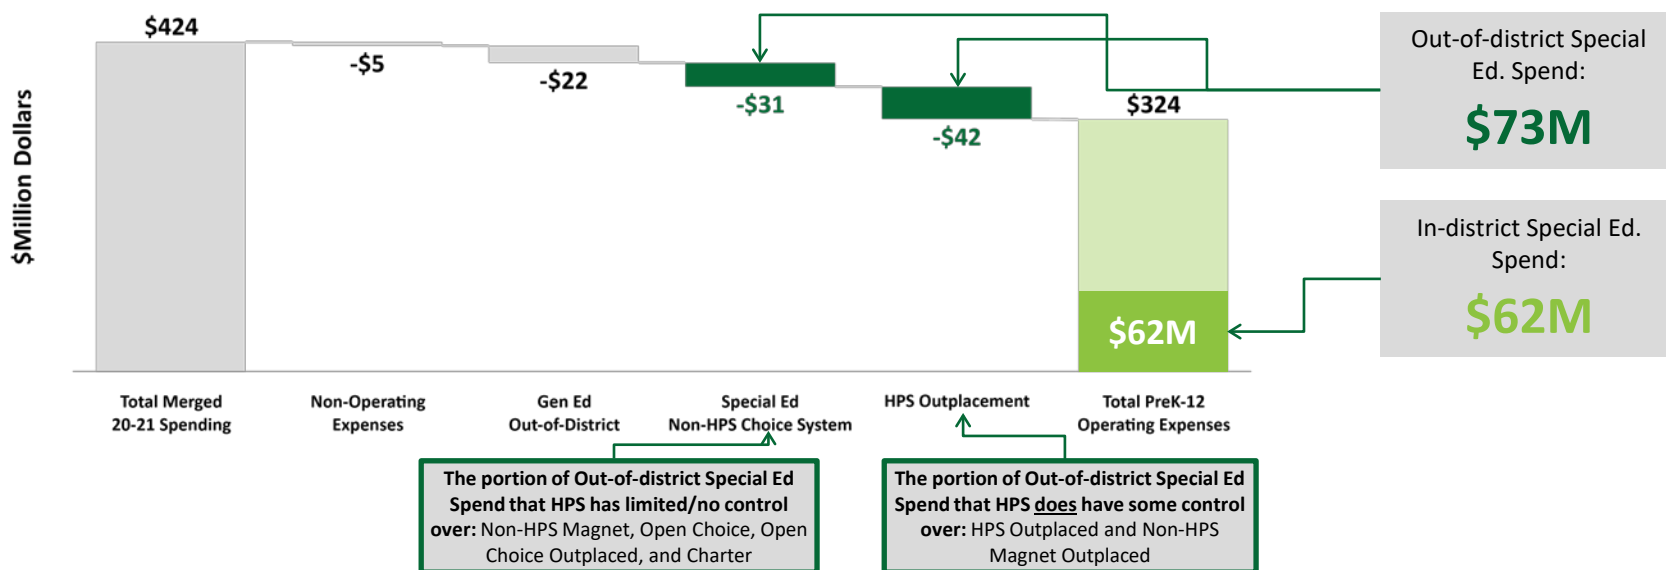 $Million Dollars
$424
-$5
-$22
-$31
-$42
$324
$62M
Total Merged
20-21 Spending
Non-Operating
Expenses
Gen Ed
Out-of-District
Special Ed
Non-HPS Choice System
HPS Outplacement
Total PreK-12
Operating Expenses
Out-of-district Special
Ed. Spend:
$73M
In-district Special Ed.
Spend:
$62M
The portion of Out-of-district Special Ed
Spend that HPS has limited/no control
over: Non-HPS Magnet, Open Choice, Open
Choice Outplaced, and Charter
The portion of Out-of-district Special Ed
Spend that HPS does have some control
over: HPS Outplaced and Non-HPS
Magnet Outplaced